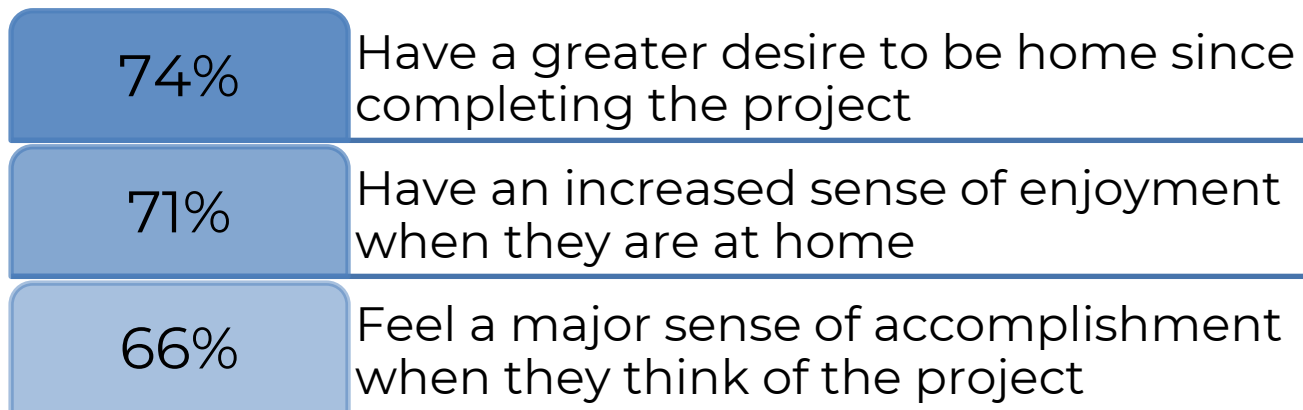 74%
Have a greater desire to be home since
completing the project
71%
Have an increased sense of enjoyment
when they are at home
66%
Feel a major sense of accomplishment
when they think of the project